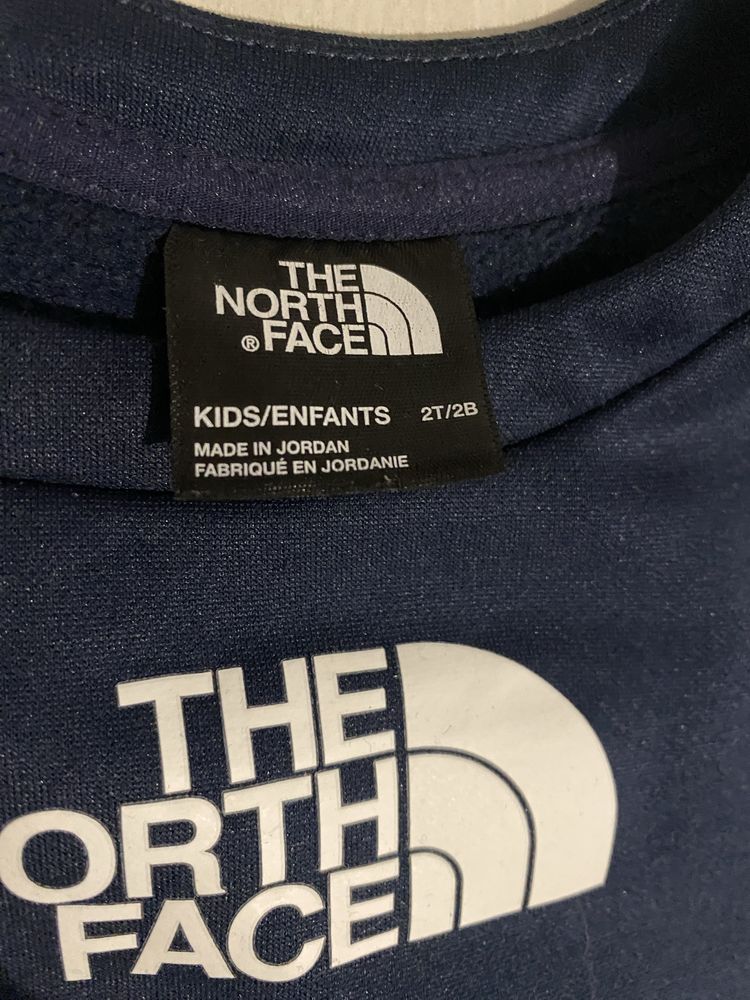 THE
NORTH
® FACE
KIDS/ENFANTS 2T/2B
MADE IN JORDAN
FABRIQUÉ EN JORDANIE
THE
ORTH
FACE